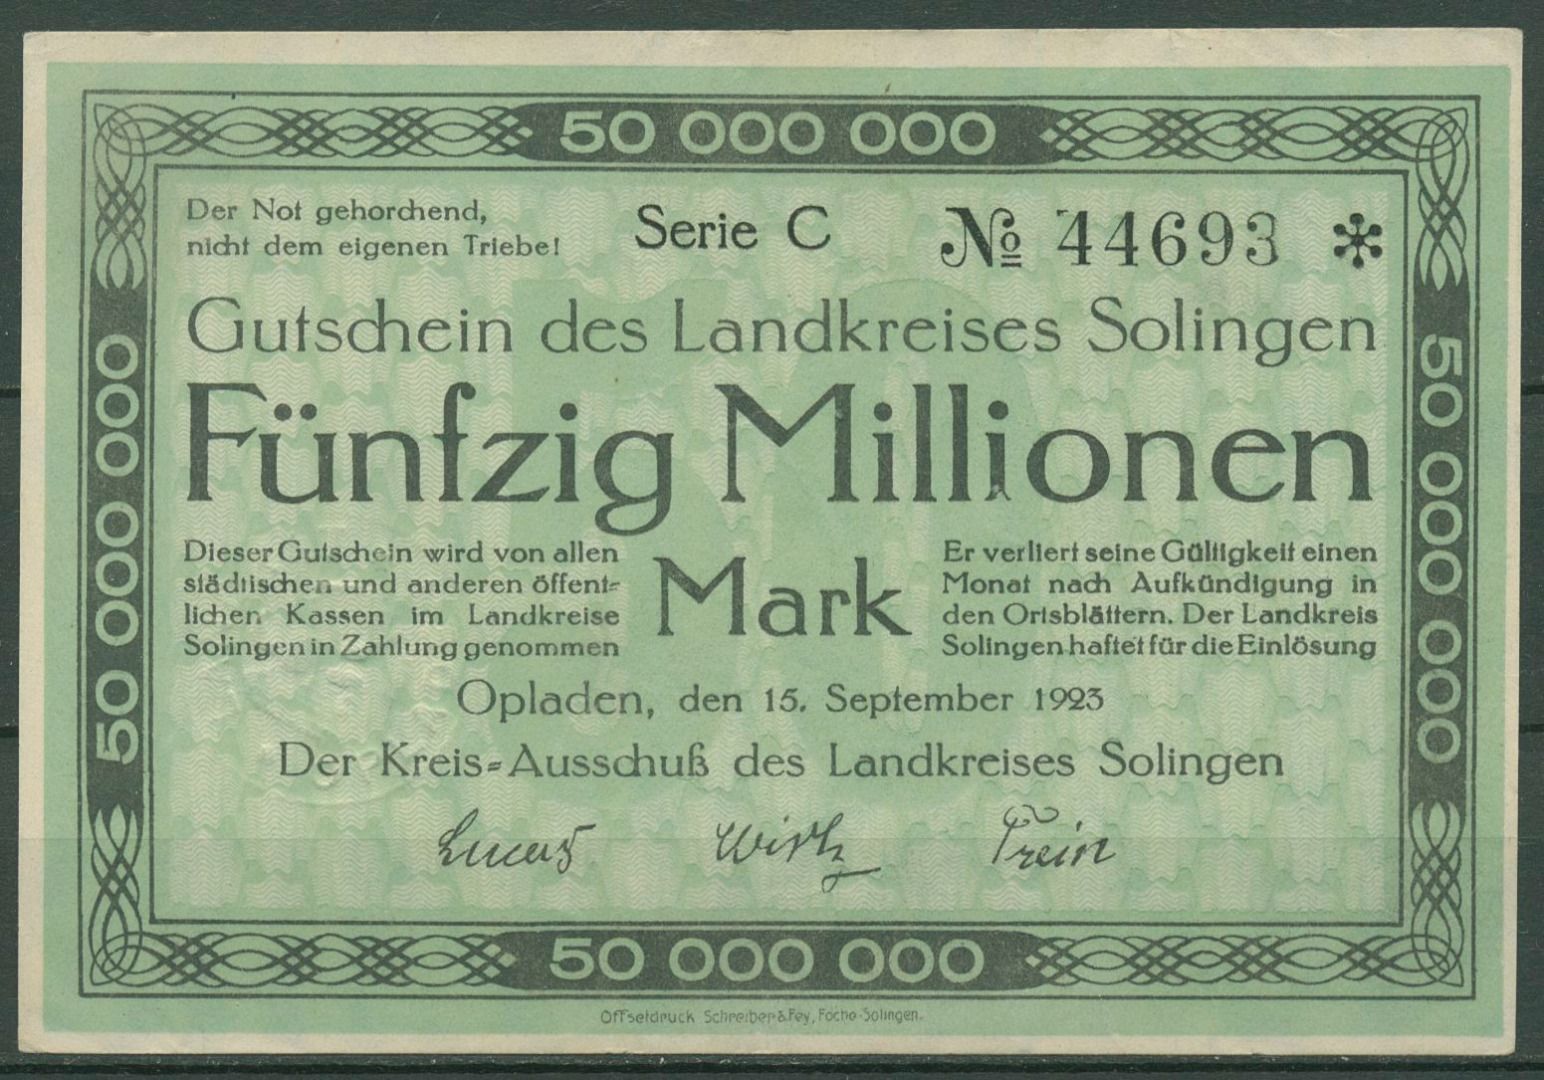 50 000 000
Der Not gehorchend,
nicht dem eigenen Triebe!
Serie C
№ 44693 *
Gutschein des Landkreises Solingen
Fünfzig Millionen
Mark
Dieser Gutschein wird von allen
städtischen und anderen öffent=
lichen Kassen im Landkreise
Solingen in Zahlung genommen
Er verliert seine Gültigkeit einen
Monat nach Aufkündigung in
den Ortsblättern. Der Landkreis
Solingen haftet für die Einlösung
Opladen, den 15. September 1923
Der Kreis=Ausschuß des Landkreises Solingen
Lucas Wirtz Trein
50 000 000
50 000 000
50 000 000
Offsetdruck Schreiber & Fey, Foche-Solingen.